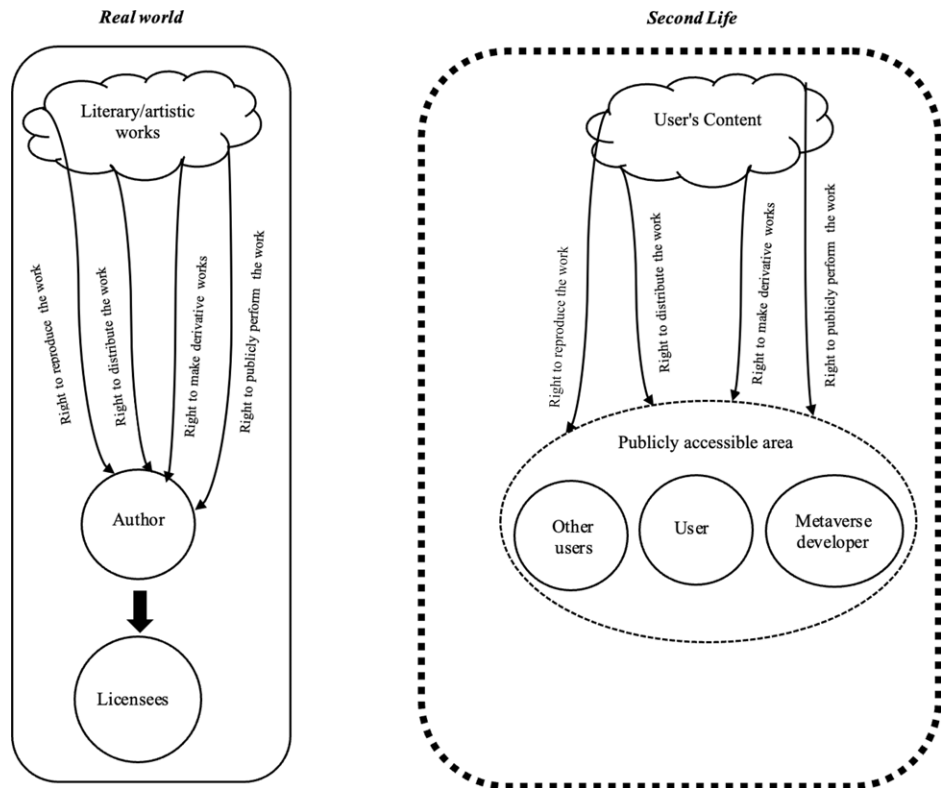 Real world
Literary/artistic
works
Right to reproduce the work
Right to distribute the work
Right to make derivative works
Right to publicly perform the work
Author
Licensees
Second Life
User's Content
Right to reproduce the work
Right to distribute the work
Right to make derivative works
Right to publicly perform the work
Publicly accessible area
Other
users
User
Metaverse
developer